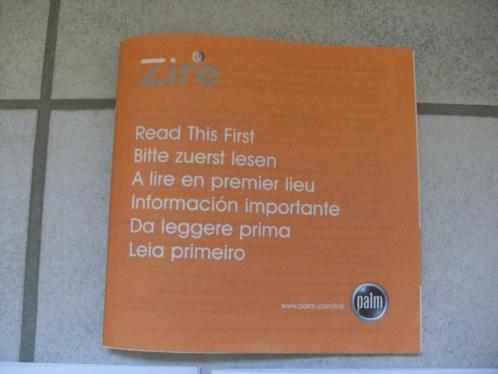 Zire
Read This First
Bitte zuerst lesen
A lire en premier lieu
Información importante
Da leggere prima
Leia primeiro
www.palm.com/intl
palm